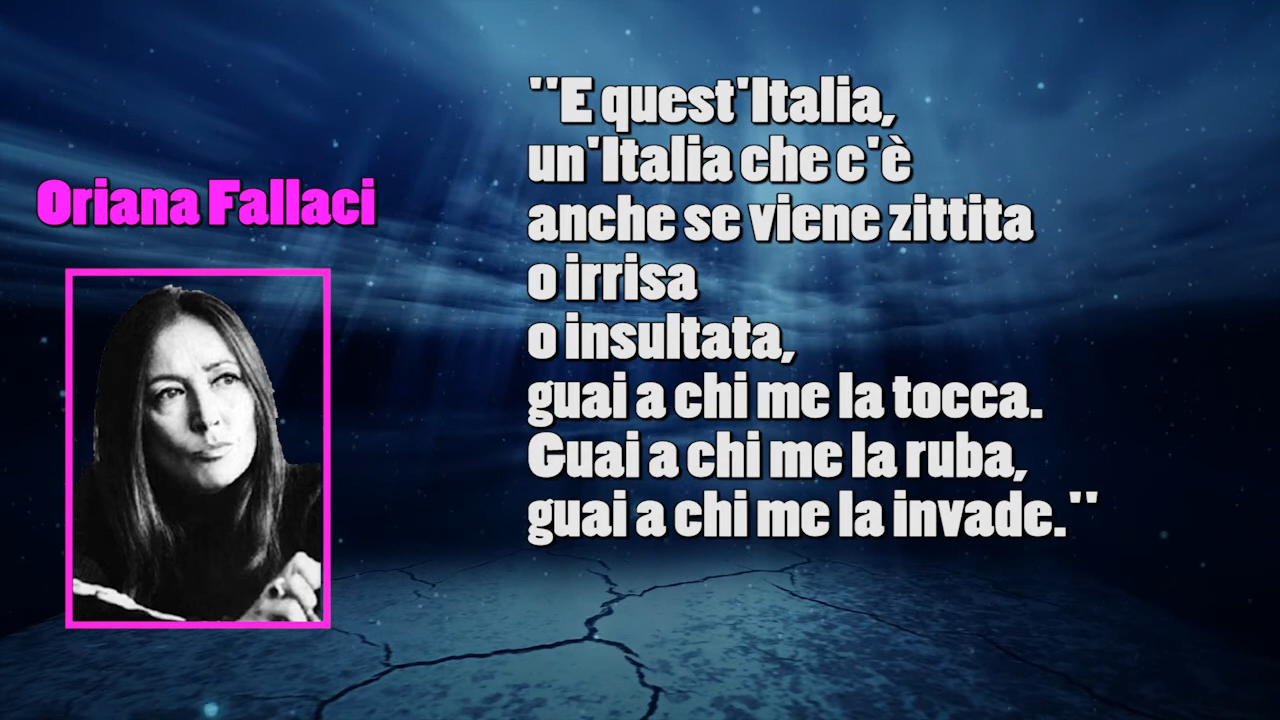 Oriana Fallaci
"E quest'Italia,
un'Italia che c'è
anche se viene zittita
o irrisa
o insultata,
guai a chi me la tocca.
Guai a chi me la ruba,
guai a chi me la invade."